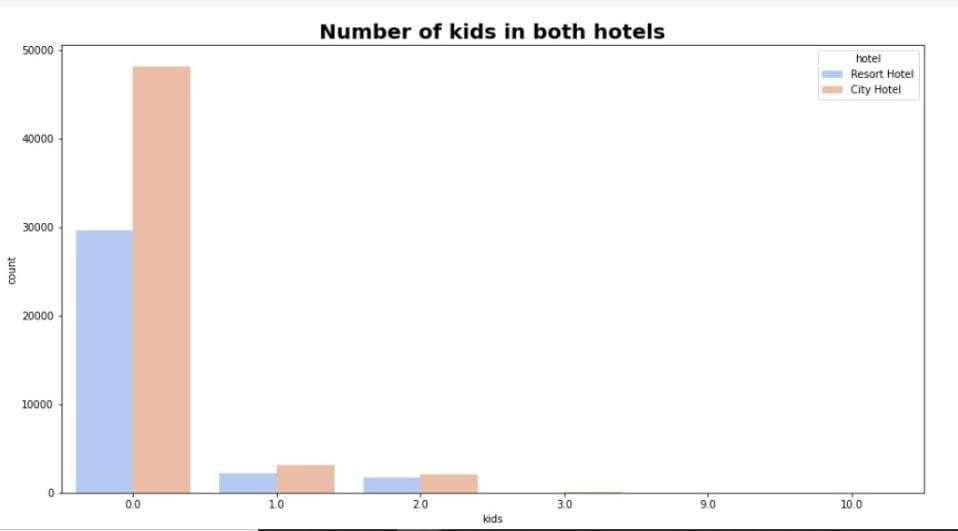 Number of kids in both hotels
hotel
Resort Hotel
City Hotel
50000
40000
30000
20000
10000
0
count
0.0 1.0 2.0 3.0 9.0 10.0
kids